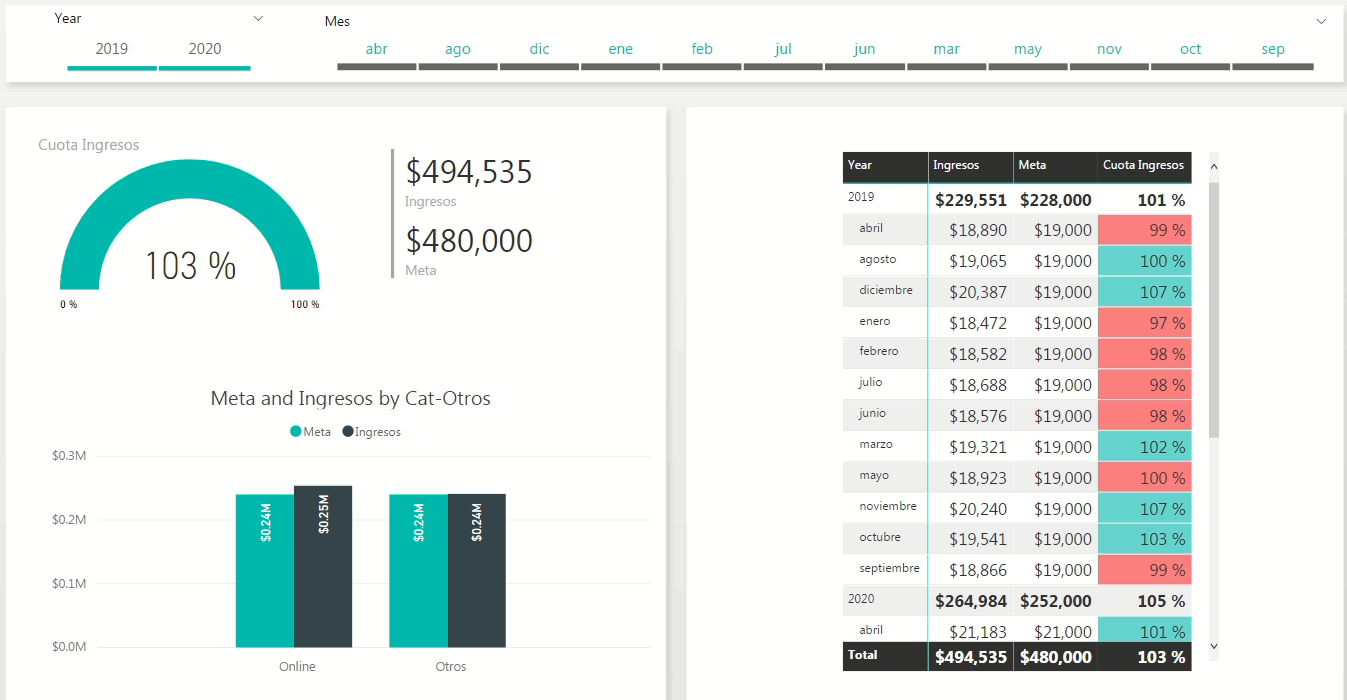 Year
2019 2020
Mes
abr ago dic ene feb jul jun mar may nov oct sep
Cuota Ingresos
103 %
0 % 100 %
$494,535
Ingresos
$480,000
Meta
Meta and Ingresos by Cat-Otros
Meta Ingresos
$0.3M
$0.2M
$0.1M
$0.0M
$0.24M $0.25M $0.24M $0.24M
Online Otros
Year Ingresos Meta Cuota Ingresos
2019 $229,551 $228,000 101 %
abril $18,890 $19,000 99 %
agosto $19,065 $19,000 100 %
diciembre $20,387 $19,000 107 %
enero $18,472 $19,000 97 %
febrero $18,582 $19,000 98 %
julio $18,688 $19,000 98 %
junio $18,576 $19,000 98 %
marzo $19,321 $19,000 102 %
mayo $18,923 $19,000 100 %
noviembre $20,240 $19,000 107 %
octubre $19,541 $19,000 103 %
septiembre $18,866 $19,000 99 %
2020 $264,984 $252,000 105 %
abril $21,183 $21,000 101 %
Total $494,535 $480,000 103 %